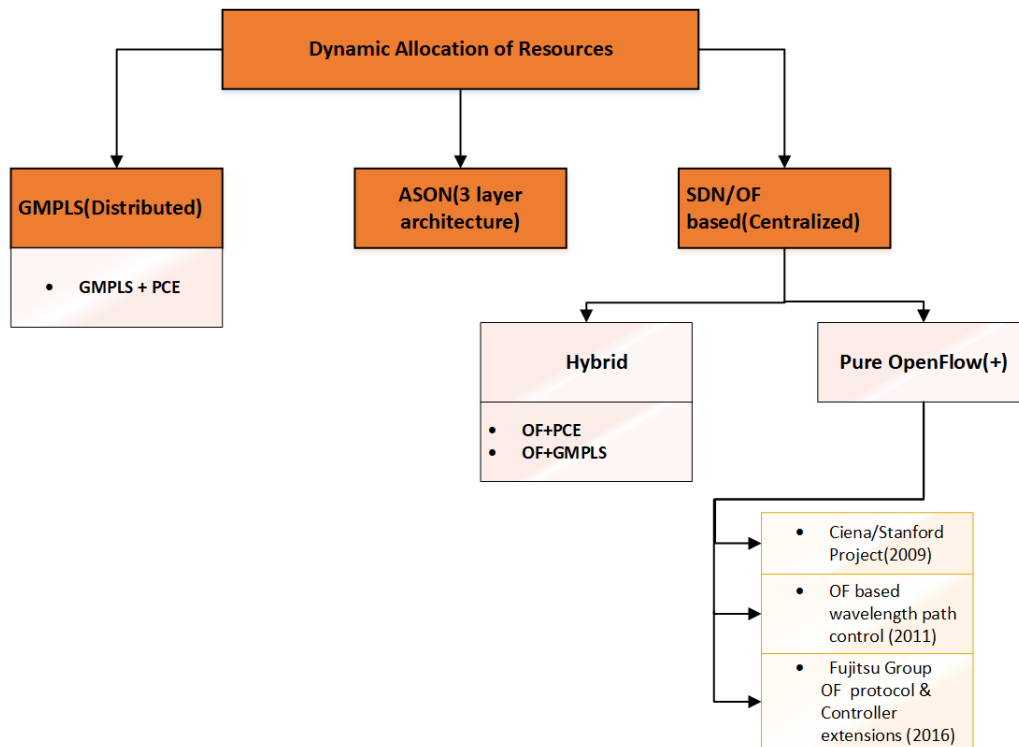 Dynamic Allocation of Resources
GMPLS(Distributed)
• GMPLS + PCE
ASON(3 layer
architecture)
SDN/OF
based(Centralized)
Hybrid
• OF+PCE
• OF+GMPLS
Pure OpenFlow(+)
• Ciena/Stanford
Project(2009)
• OF based
wavelength path
control (2011)
• Fujitsu Group
OF protocol &
Controller
extensions (2016)